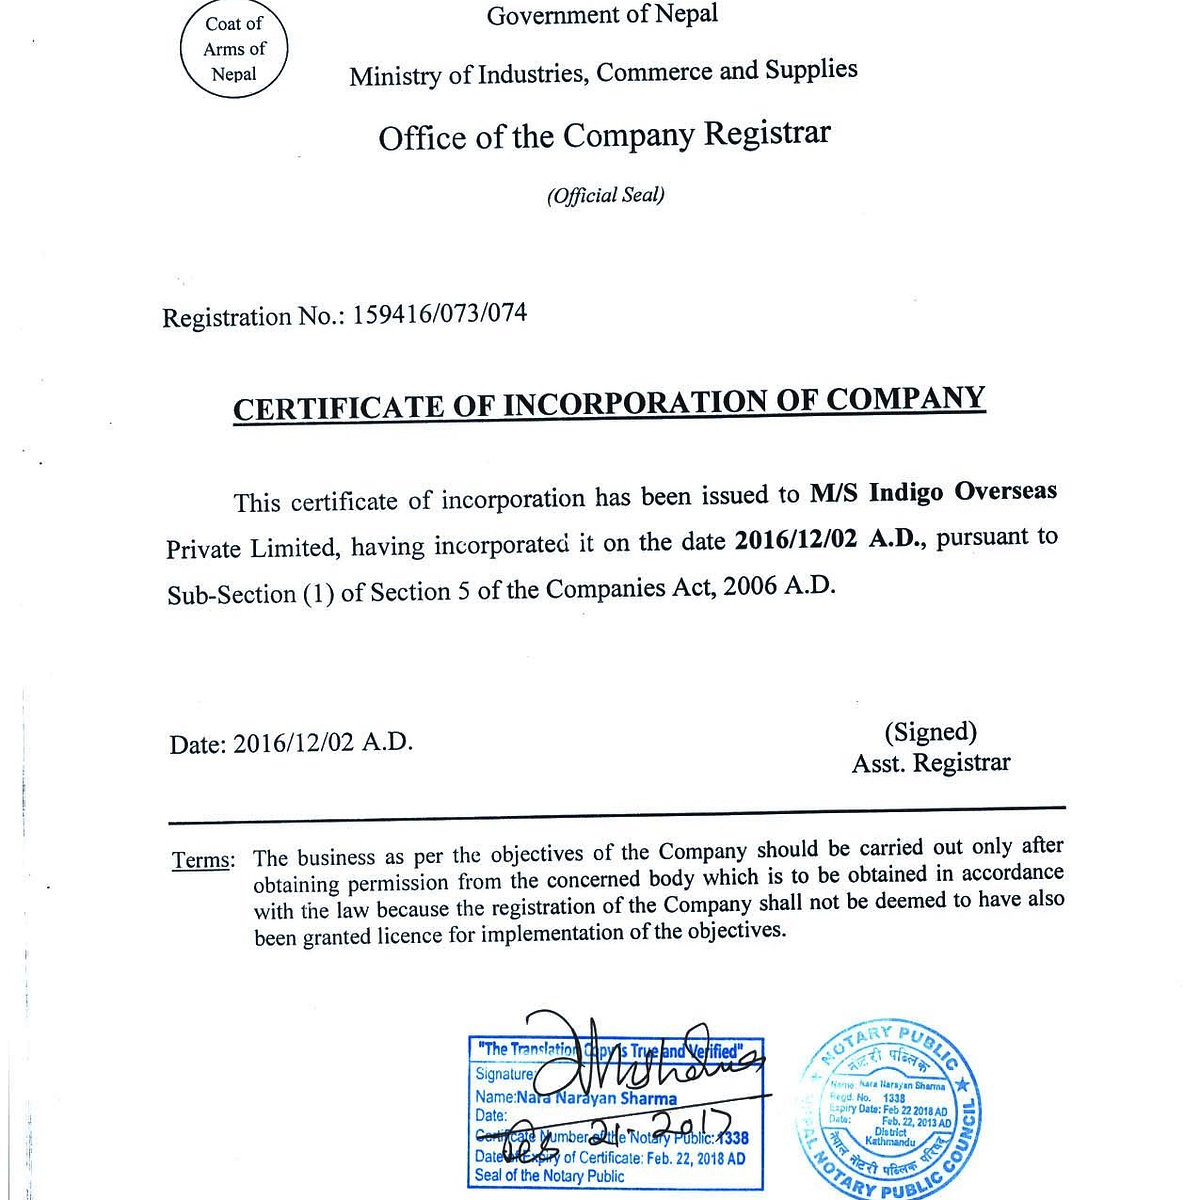 Coat of
Arms of
Nepal
Government of Nepal
Ministry of Industries, Commerce and Supplies
Office of the Company Registrar
(Official Seal)
Registration No.: 159416/073/074
CERTIFICATE OF INCORPORATION OF COMPANY
This certificate of incorporation has been issued to M/S Indigo Overseas
Private Limited, having incorporated it on the date 2016/12/02 A.D., pursuant to
Sub-Section (1) of Section 5 of the Companies Act, 2006 A.D.
Date: 2016/12/02 A.D.
(Signed)
Asst. Registrar
Terms: The business as per the objectives of the Company should be carried out only after
obtaining permission from the concerned body which is to be obtained in accordance
with the law because the registration of the Company shall not be deemed to have also
been granted licence for implementation of the objectives.
"The Translation Copy is True and Verified"
Signature:
Name:Nara Narayan Sharma
Date:
Feb 21- 2017
Certificate Number of the Notary Public: 1338
Date of Expiry of Certificate: Feb. 22, 2018 AD
Seal of the Notary Public
NOTARY PUBLIC
नोटरी पब्लिक
Name: Nara Narayan Sharma
Regd. No. 1338
Expiry Date: Feb 22 2018 AD
Date: Feb. 22, 2013 AD
District
Kathmandu
नेपाल नोटरी पब्लिक परिषद्
NEPAL NOTARY PUBLIC COUNCIL